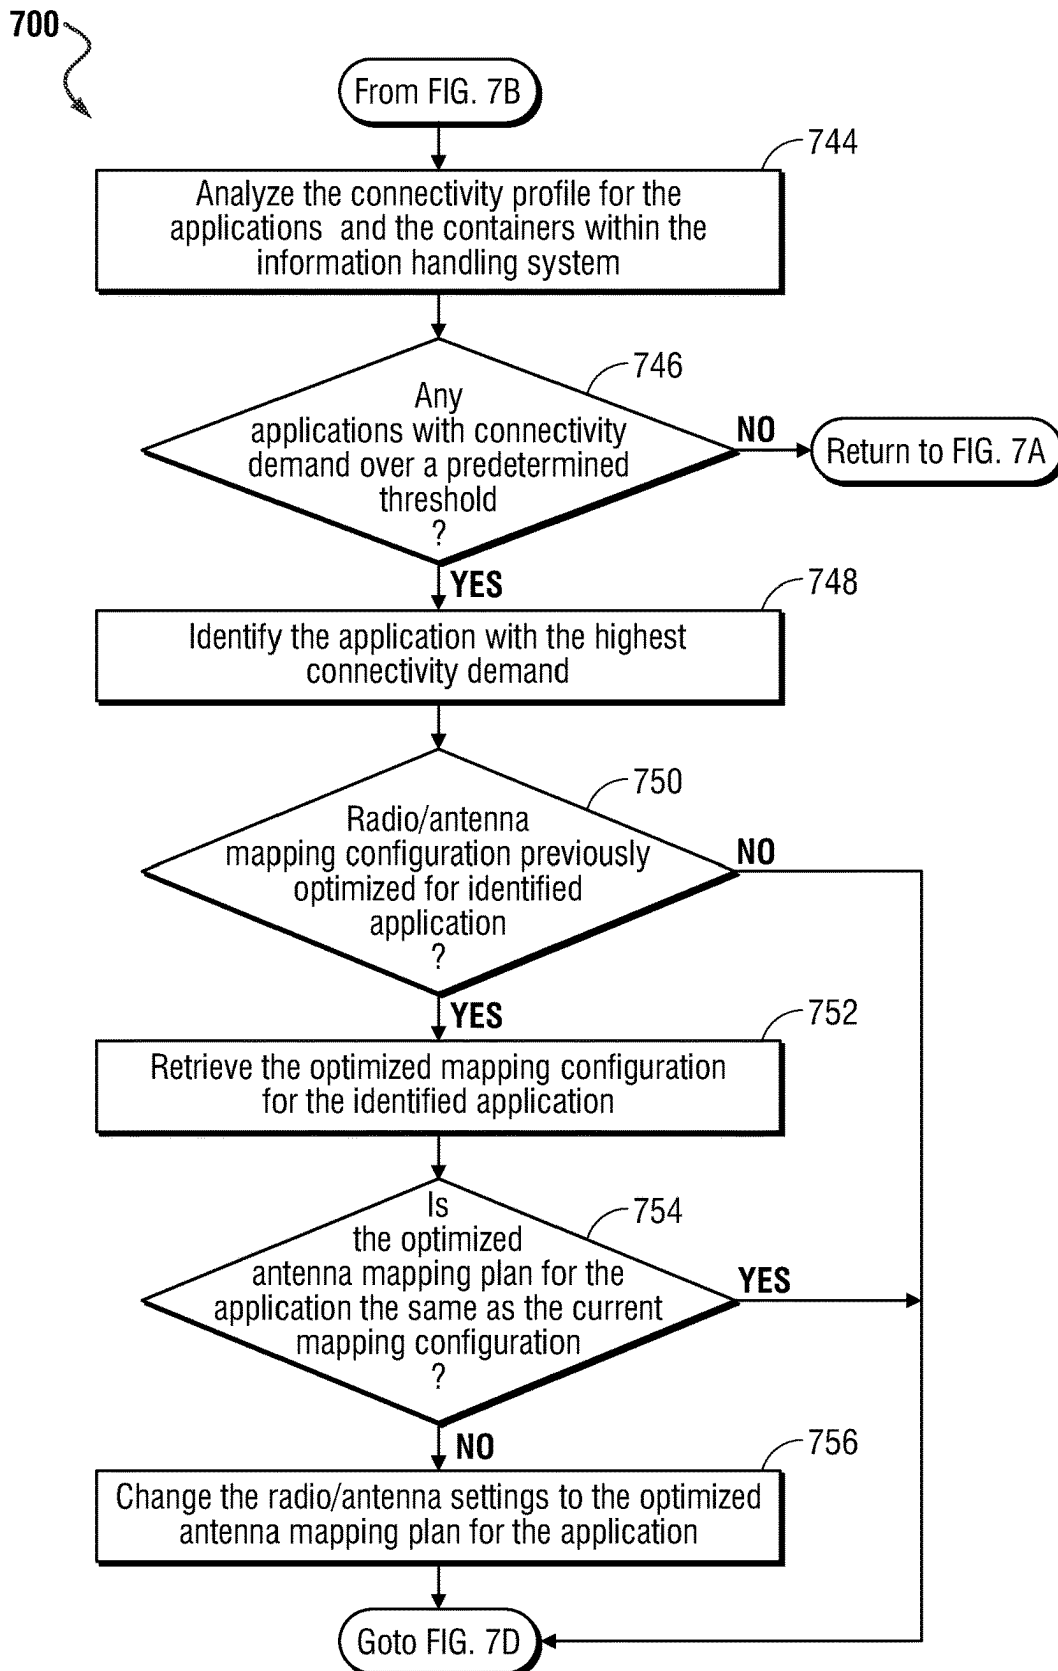 700
From FIG. 7B
744
Analyze the connectivity profile for the
applications and the containers within the
information handling system
746
Any
applications with connectivity
demand over a predetermined
threshold
?
NO
Return to FIG. 7A
YES
748
Identify the application with the highest
connectivity demand
750
Radio/antenna
mapping configuration previously
optimized for identified
application
?
NO
YES
752
Retrieve the optimized mapping configuration
for the identified application
754
Is
the optimized
antenna mapping plan for the
application the same as the current
mapping configuration
?
YES
NO
756
Change the radio/antenna settings to the optimized
antenna mapping plan for the application
Goto FIG. 7D